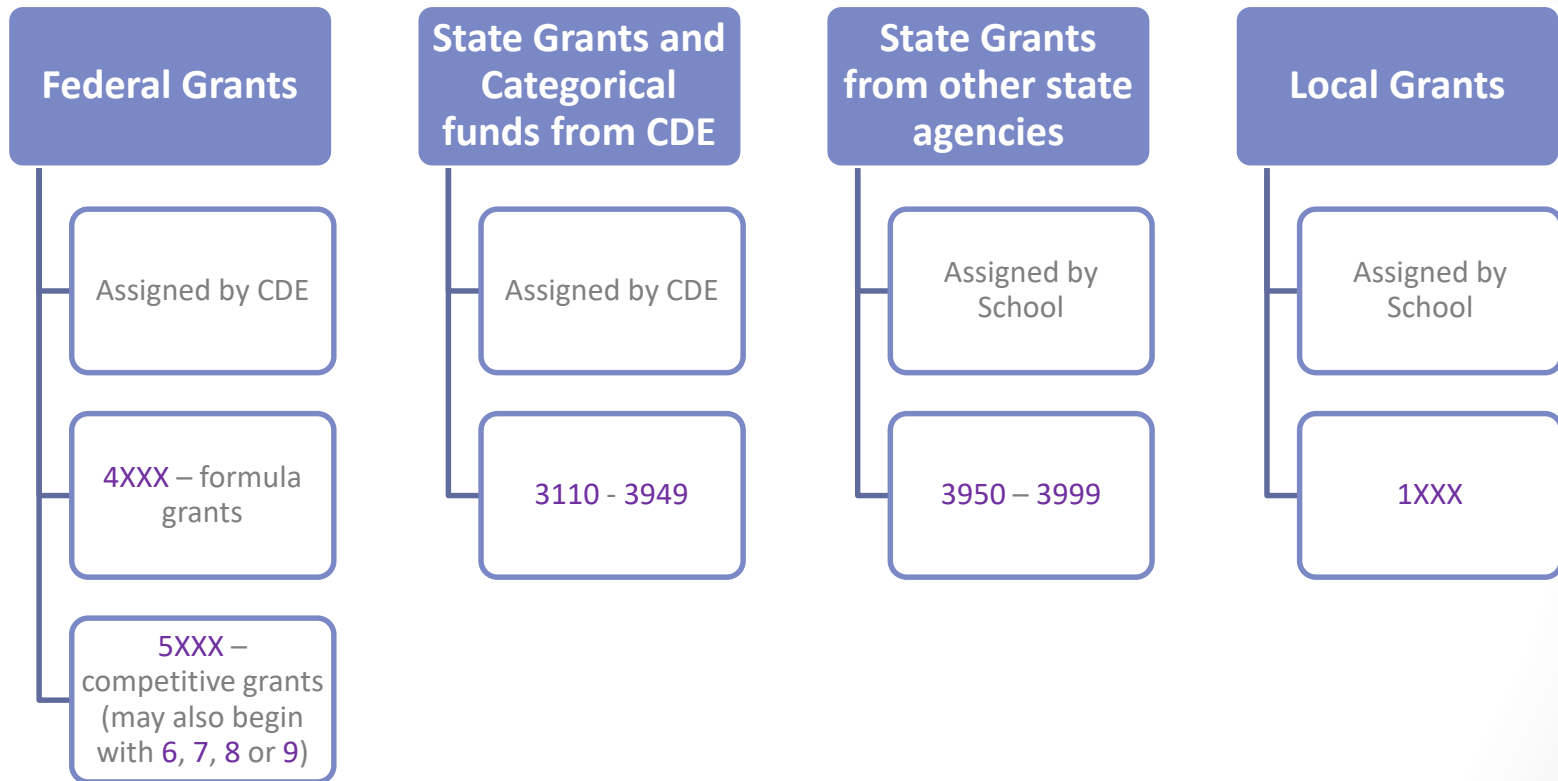 Federal Grants
Assigned by CDE
4XXX – formula
grants
5XXX –
competitive grants
(may also begin
with 6, 7, 8 or 9)
State Grants and
Categorical
funds from CDE
Assigned by CDE
3110 - 3949
State Grants
from other state
agencies
Assigned by
School
3950 – 3999
Local Grants
Assigned by
School
1XXX